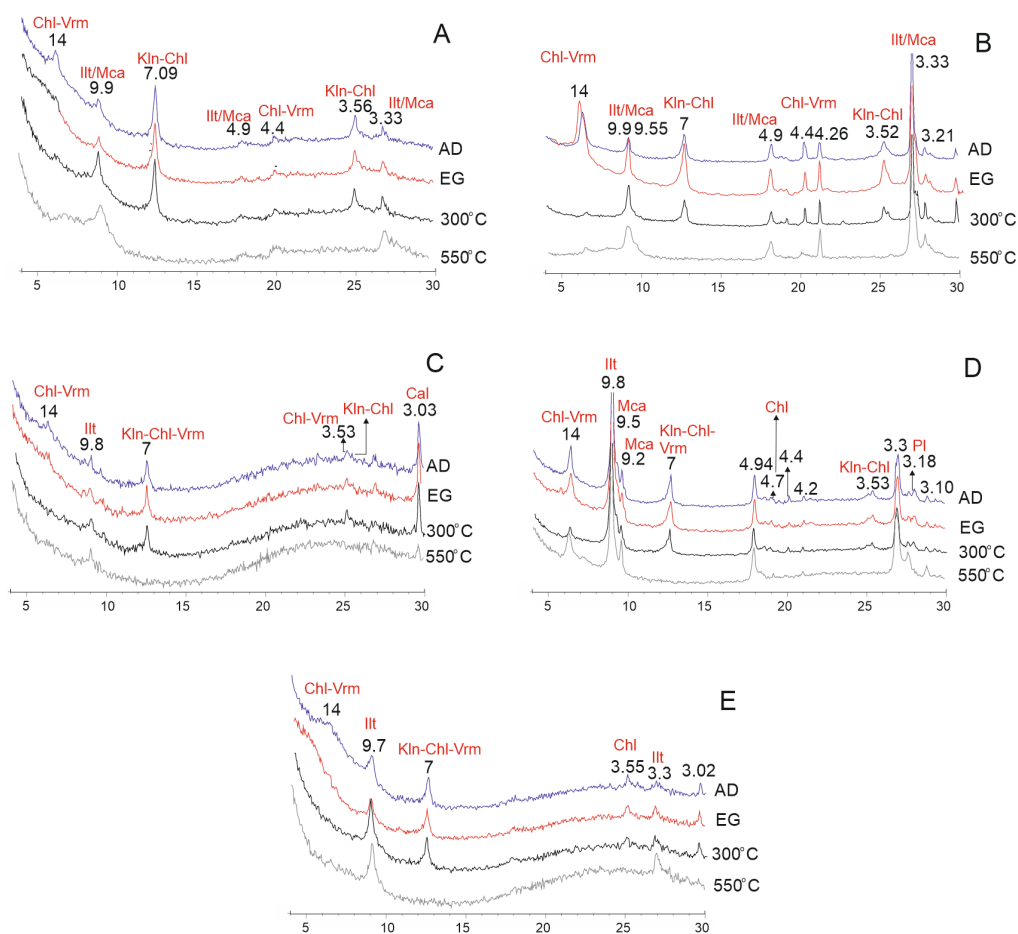 A
Chl-Vrm
14
Ilt/Mca
9.9
Kln-Chl
7.09
Ilt/Mca
4.9
Chl-Vrm
4.4
Kln-Chl
3.56
Ilt/Mca
3.33
AD
EG
300°C
550°C
5 10 15 20 25 30
B
Chl-Vrm
14
Ilt/Mca
9.9 9.55
Kln-Chl
7
Ilt/Mca
4.9
Chl-Vrm
4.4 4.26
Kln-Chl
3.52
Ilt/Mca
3.33
3.21
AD
EG
300°C
550°C
5 10 15 20 25 30
C
Chl-Vrm
14
Ilt
9.8
Kln-Chl-Vrm
7
Chl-Vrm
3.53
Kln-Chl
Cal
3.03
AD
EG
300°C
550°C
5 10 15 20 25 30
D
Chl-Vrm
14
Ilt
9.8
Mca
9.5
Mca
9.2
Kln-Chl-
Vrm
7
4.94
Chl
4.7
4.4
4.2
Kln-Chl
3.53
3.3
Pl
3.18
3.10
AD
EG
300°C
550°C
5 10 15 20 25 30
E
Chl-Vrm
14
Ilt
9.7
Kln-Chl-Vrm
7
Chl
3.55
Ilt
3.3
3.02
AD
EG
300°C
550°C
5 10 15 20 25 30